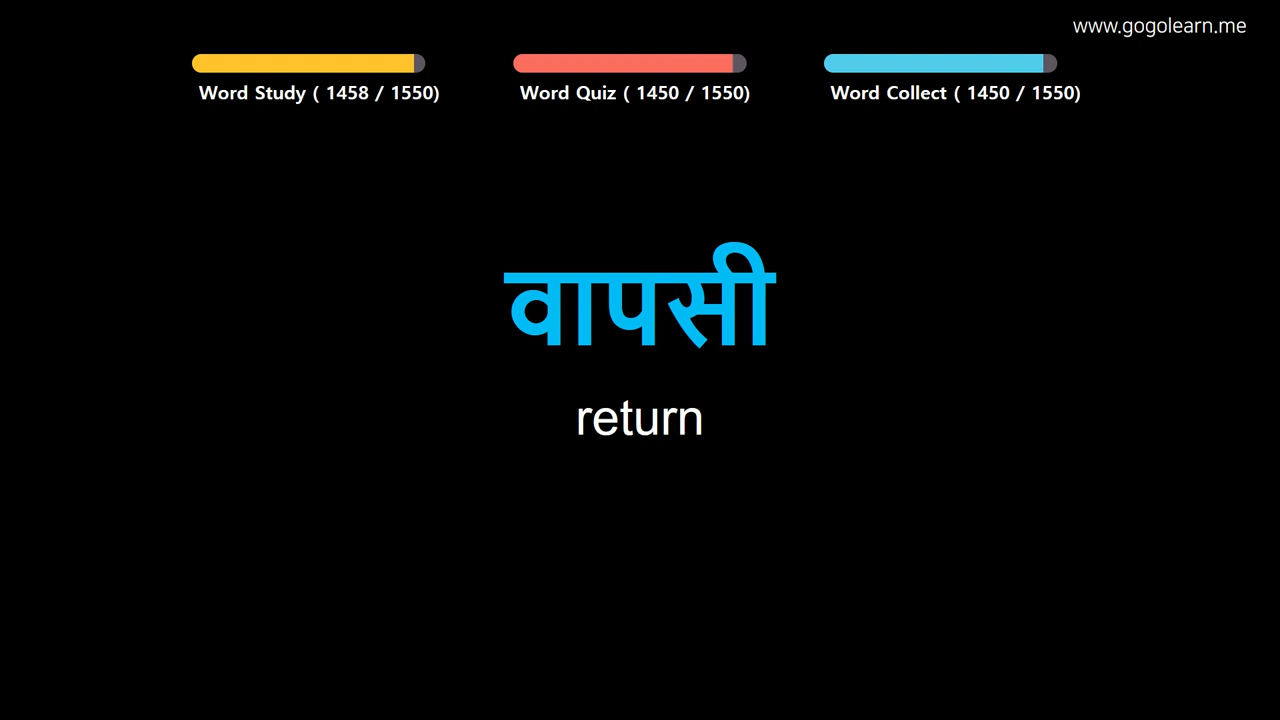 www.gogolearn.me
Word Study ( 1458 / 1550)
Word Quiz ( 1450 / 1550)
Word Collect ( 1450 / 1550)
वापसी
return